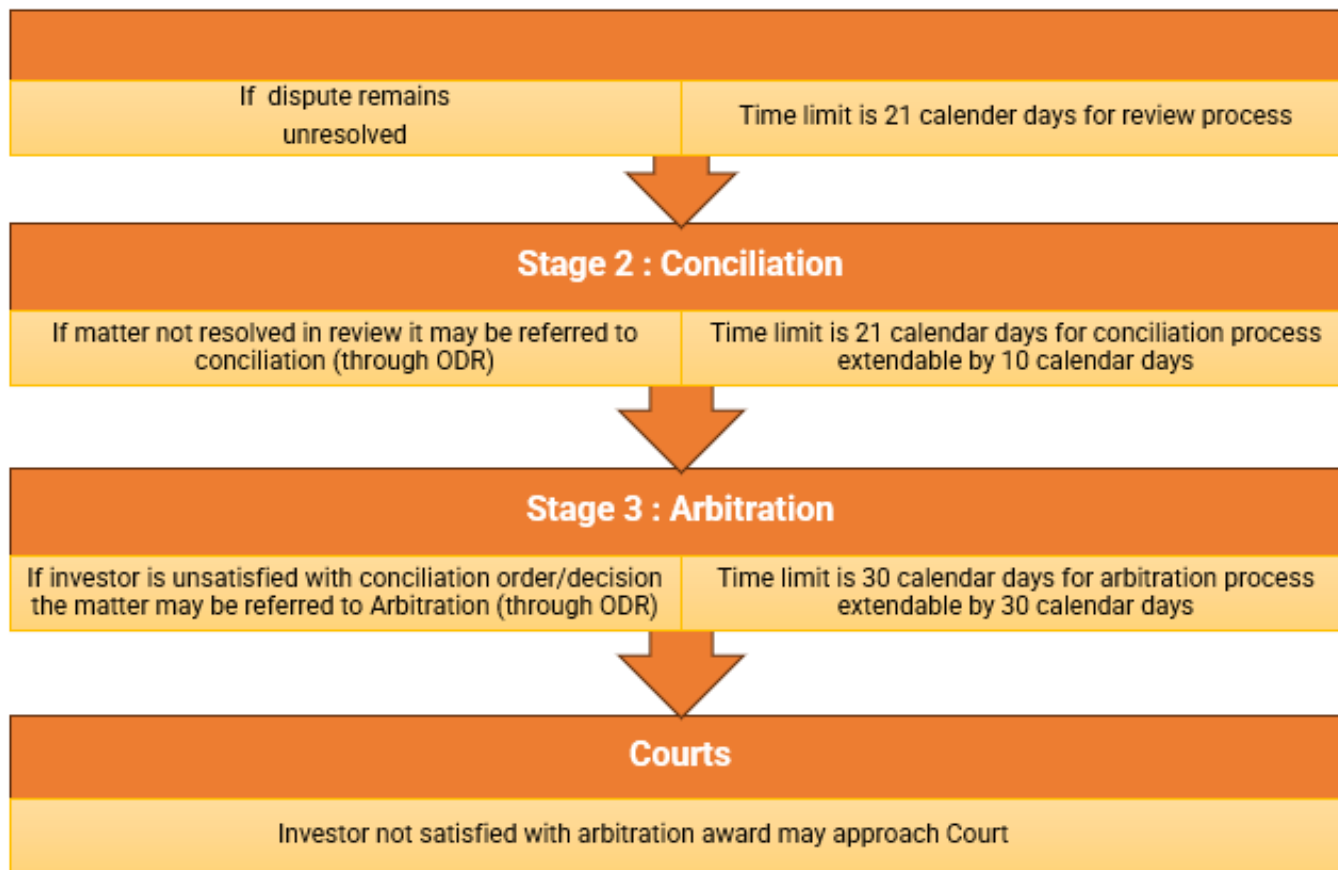 If  dispute remains
unresolved
Time limit is 21 calender days for review process
Stage 2 : Conciliation
If matter not resolved in review it may be referred to
conciliation (through ODR)
Time limit is 21 calendar days for conciliation process
extendable by 10 calendar days
Stage 3 : Arbitration
If investor is unsatisfied with conciliation order/decision
the matter may be referred to Arbitration (through ODR)
Time limit is 30 calendar days for arbitration process
extendable by 30 calendar days
Courts
Investor not satisfied with arbitration award may approach Court